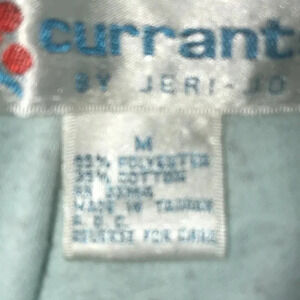 currant
BY JERI-JO
M
65% POLYESTER
35% COTTON
MADE IN TAIWAN
R.O.C.
REVERSE FOR CARE